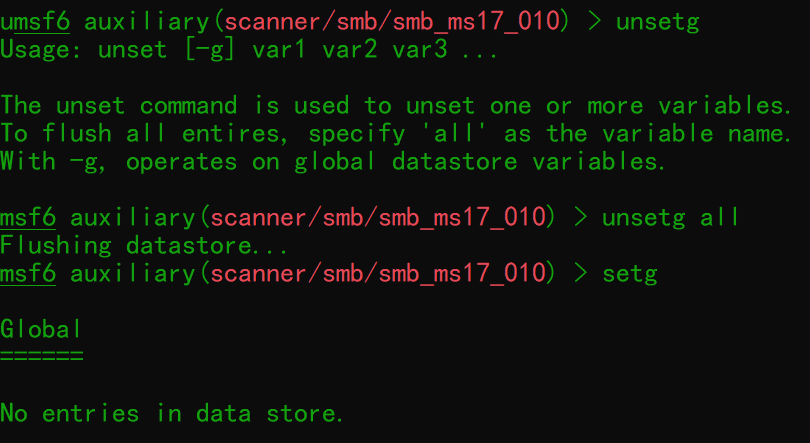 umsf6 auxiliary(scanner/smb/smb_ms17_010) > unsetg
Usage: unset [-g] var1 var2 var3 ...
The unset command is used to unset one or more variables.
To flush all entires, specify 'all' as the variable name.
With -g, operates on global datastore variables.
msf6 auxiliary(scanner/smb/smb_ms17_010) > unsetg all
Flushing datastore...
msf6 auxiliary(scanner/smb/smb_ms17_010) > setg
Global
======
No entries in data store.